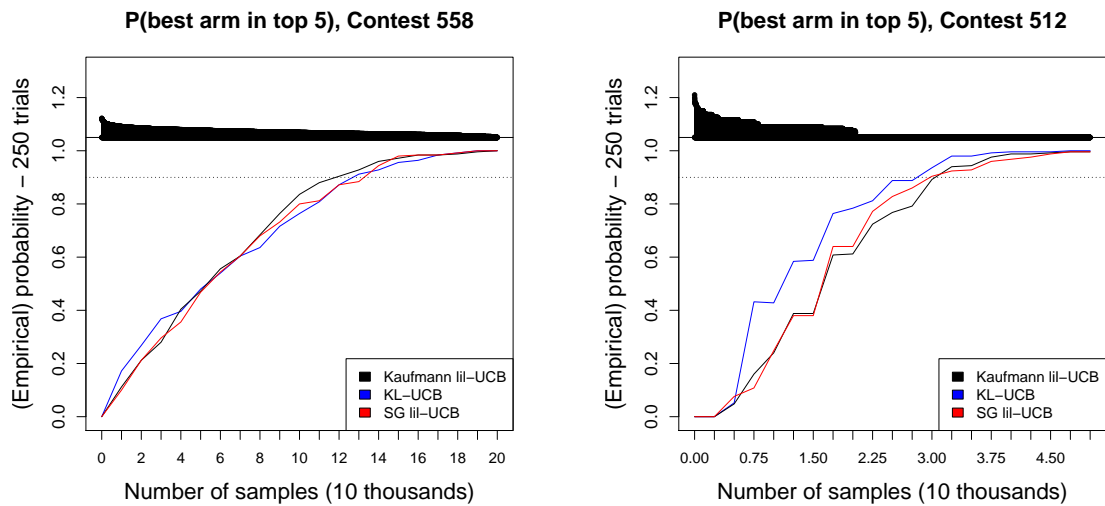 P(best arm in top 5), Contest 558
(Empirical) probability – 250 trials
0.0 0.2 0.4 0.6 0.8 1.0 1.2
Kaufmann lil−UCB
KL−UCB
SG lil−UCB
0 2 4 6 8 10 12 14 16 18 20
Number of samples (10 thousands)
P(best arm in top 5), Contest 512
(Empirical) probability – 250 trials
0.0 0.2 0.4 0.6 0.8 1.0 1.2
Kaufmann lil−UCB
KL−UCB
SG lil−UCB
0.00 0.75 1.50 2.25 3.00 3.75 4.50
Number of samples (10 thousands)